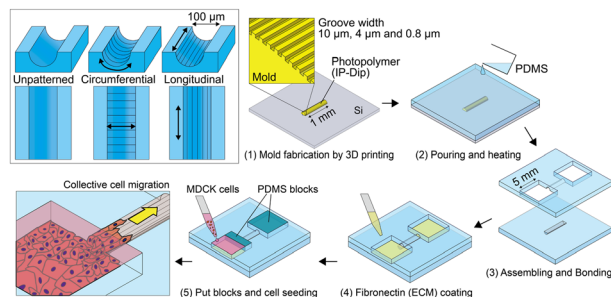 100 µm
Unpatterned Circumferential Longitudinal
Groove width
10 µm, 4 µm and 0.8 µm
Mold
Photopolymer
(IP-Dip)
1 mm
Si
(1) Mold fabrication by 3D printing
PDMS
(2) Pouring and heating
5 mm
(3) Assembling and Bonding
(4) Fibronectin (ECM) coating
MDCK cells
PDMS blocks
(5) Put blocks and cell seeding
Collective cell migration